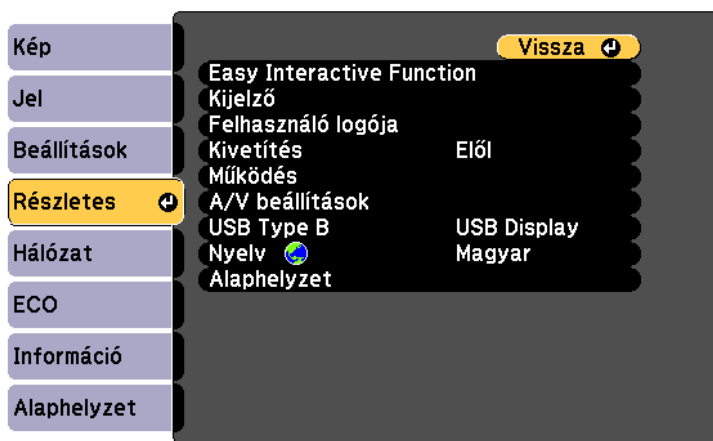 Kép
Jel
Beállítások
Részletes
Hálózat
ECO
Információ
Alaphelyzet
Vissza
Easy Interactive Function
Kijelző
Felhasználó logója
Kivetítés Elől
Működés
A/V beállítások
USB Type B USB Display
Nyelv Magyar
Alaphelyzet